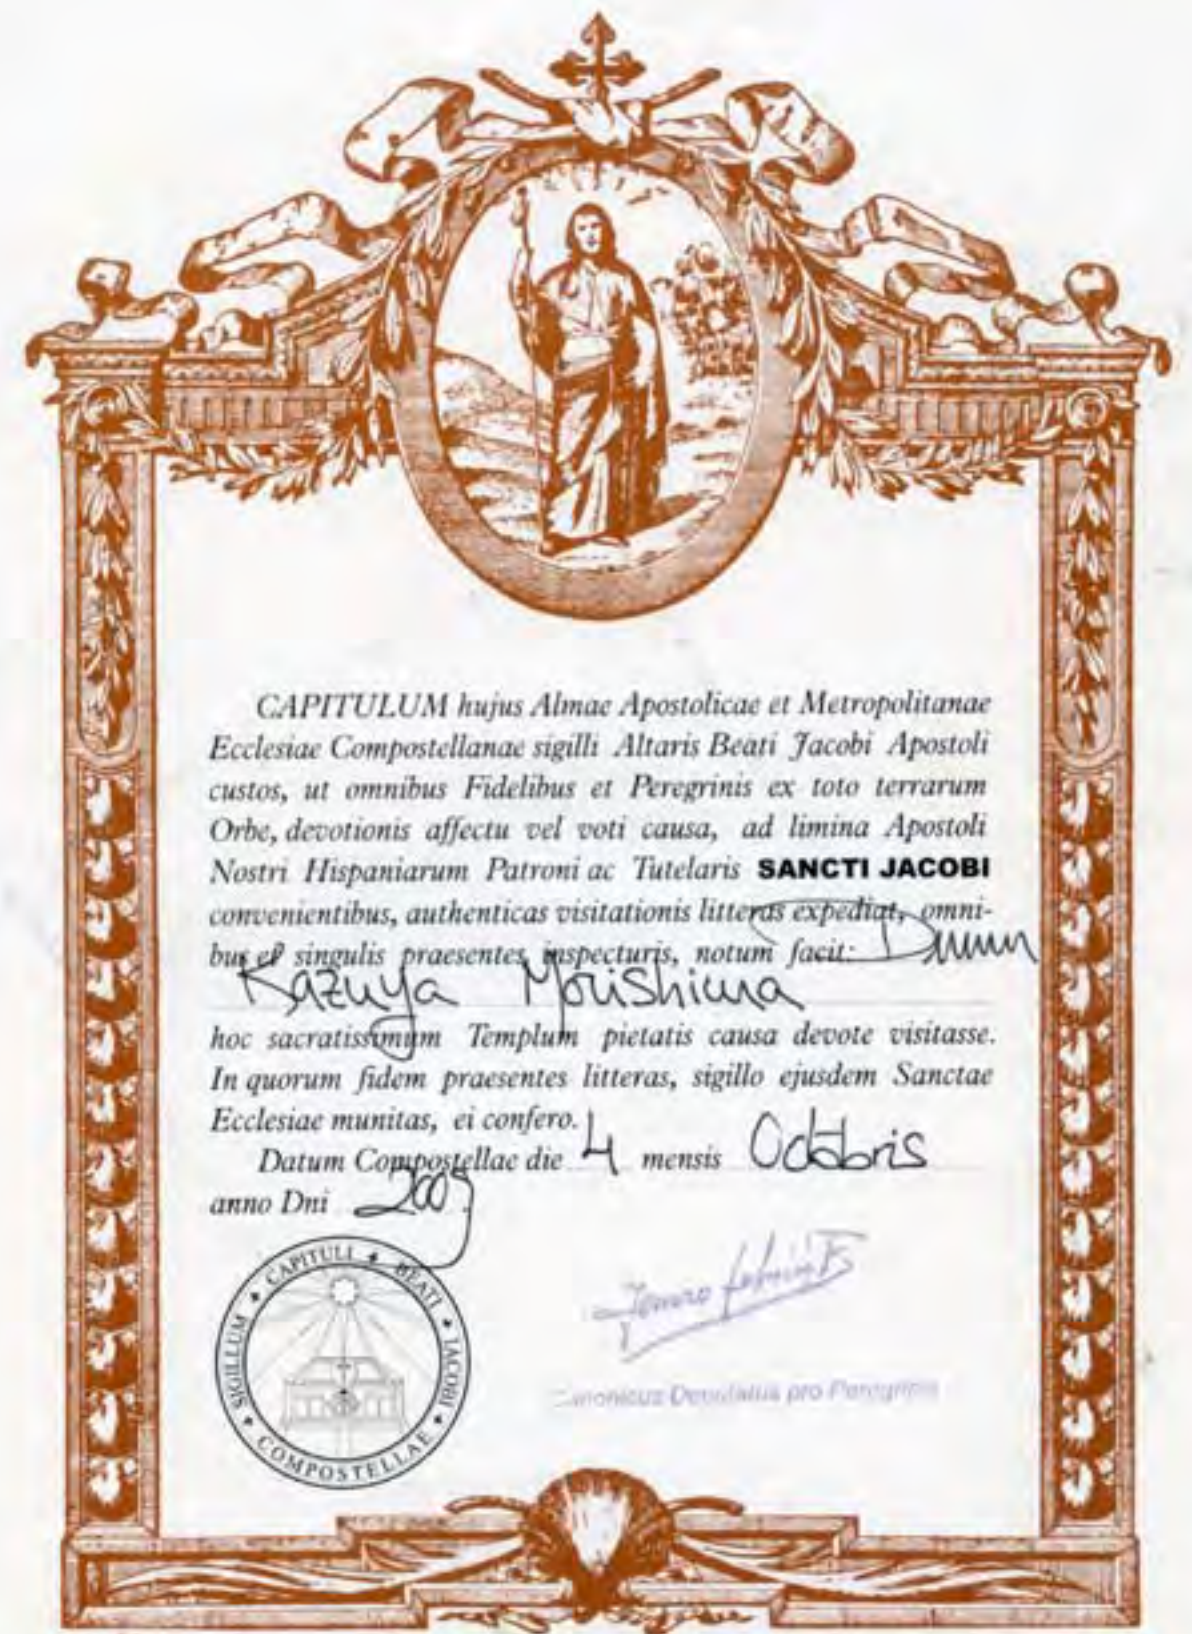 CAPITULUM hujus Almae Apostolicae et Metropolitanae
Ecclesiae Compostellanae sigilli Altaris Beati Jacobi Apostoli
custos, ut omnibus Fidelibus et Peregrinis ex toto terrarum
Orbe, devotionis affectu vel voti causa, ad limina Apostoli
Nostri Hispaniarum Patroni ac Tutelaris SANCTI JACOBI
convenientibus, authenticas visitationis litteras expediat, omni-
bus et singulis praesentes inspecturis, notum facit: Dnum
Kazuya Morishima
hoc sacratissimum Templum pietatis causa devote visitasse.
In quorum fidem praesentes litteras, sigillo ejusdem Sanctae
Ecclesiae munitas, ei confero.
Datum Compostellae die 4 mensis Octobris
anno Dni 2009
SIGILLUM CAPITULI BEATI IACOBI COMPOSTELLAE
Canonicus Deputatus pro Peregrinis